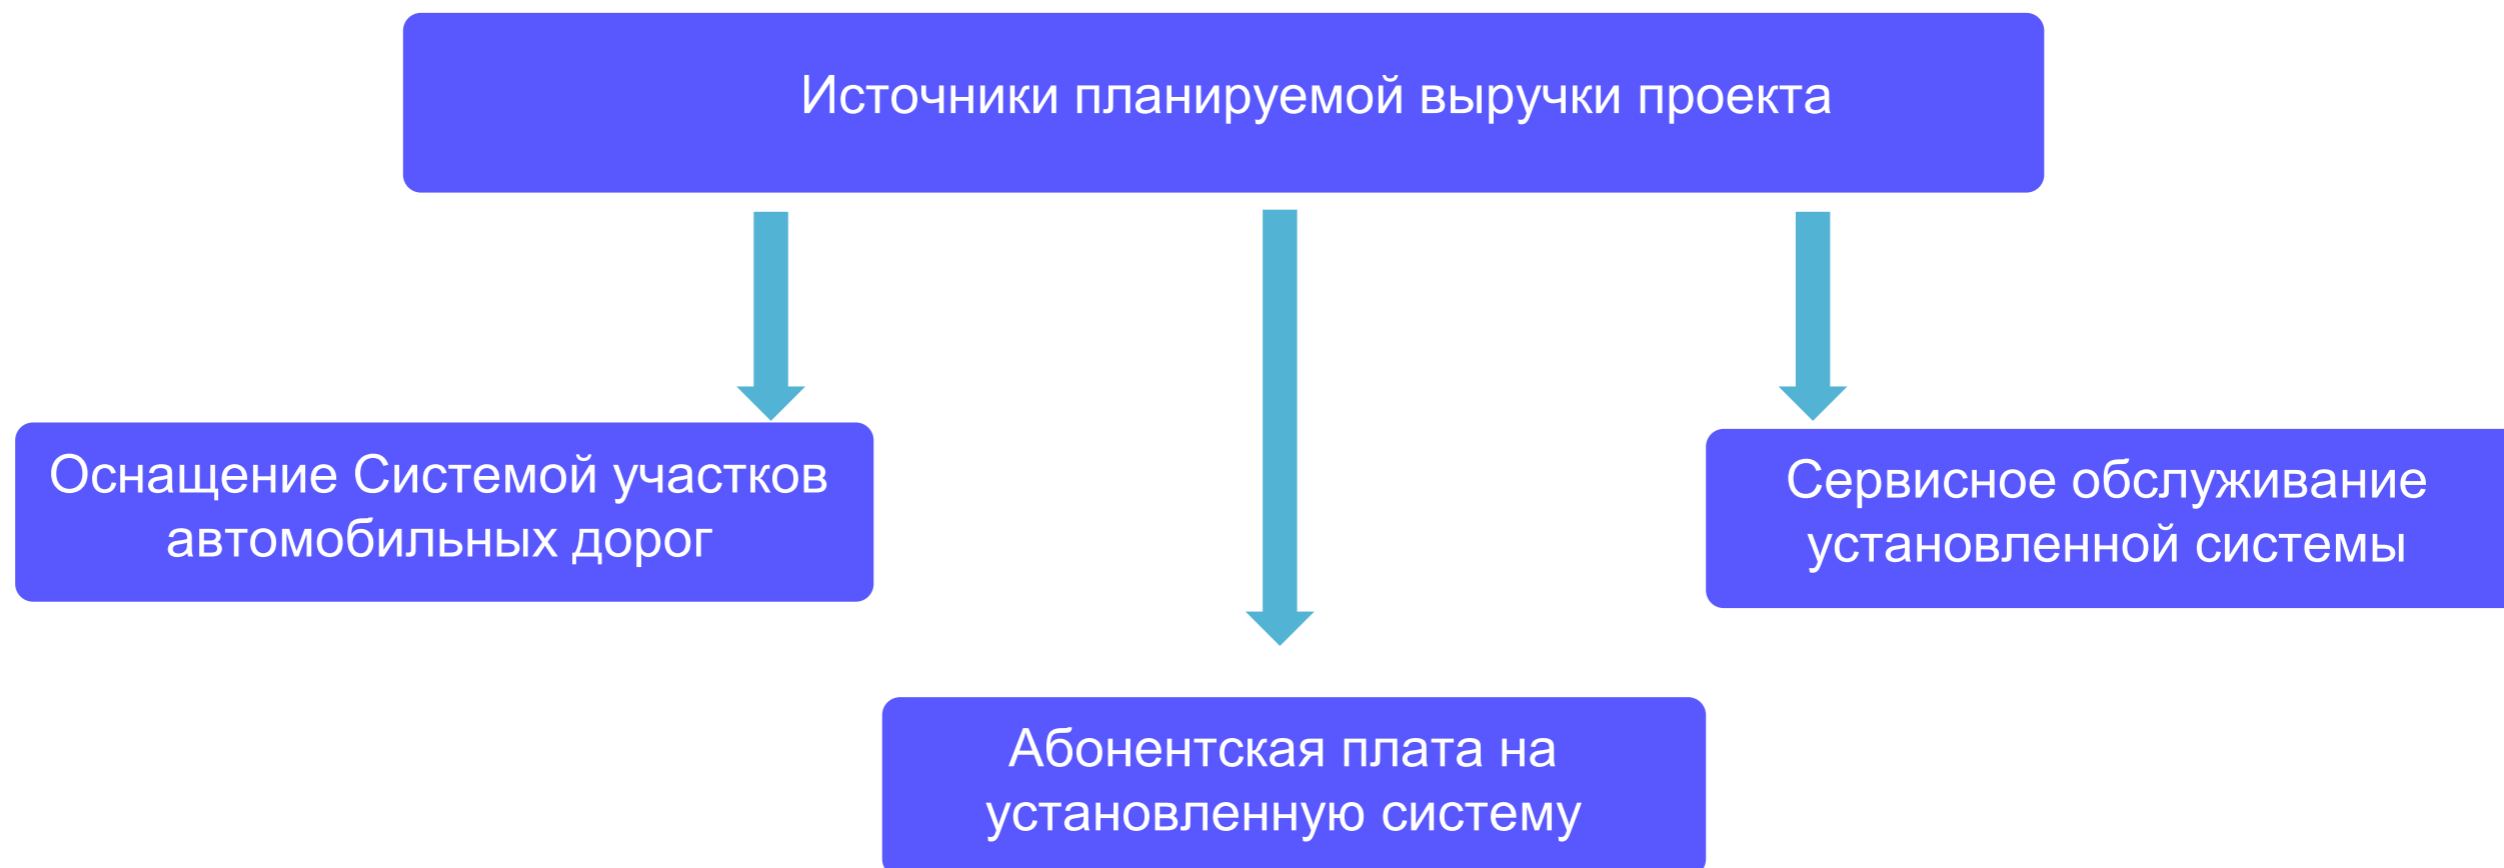 Источники планируемой выручки проекта
Оснащение Системой участков
автомобильных дорог
Сервисное обслуживание
установленной системы
Абонентская плата на
установленную систему